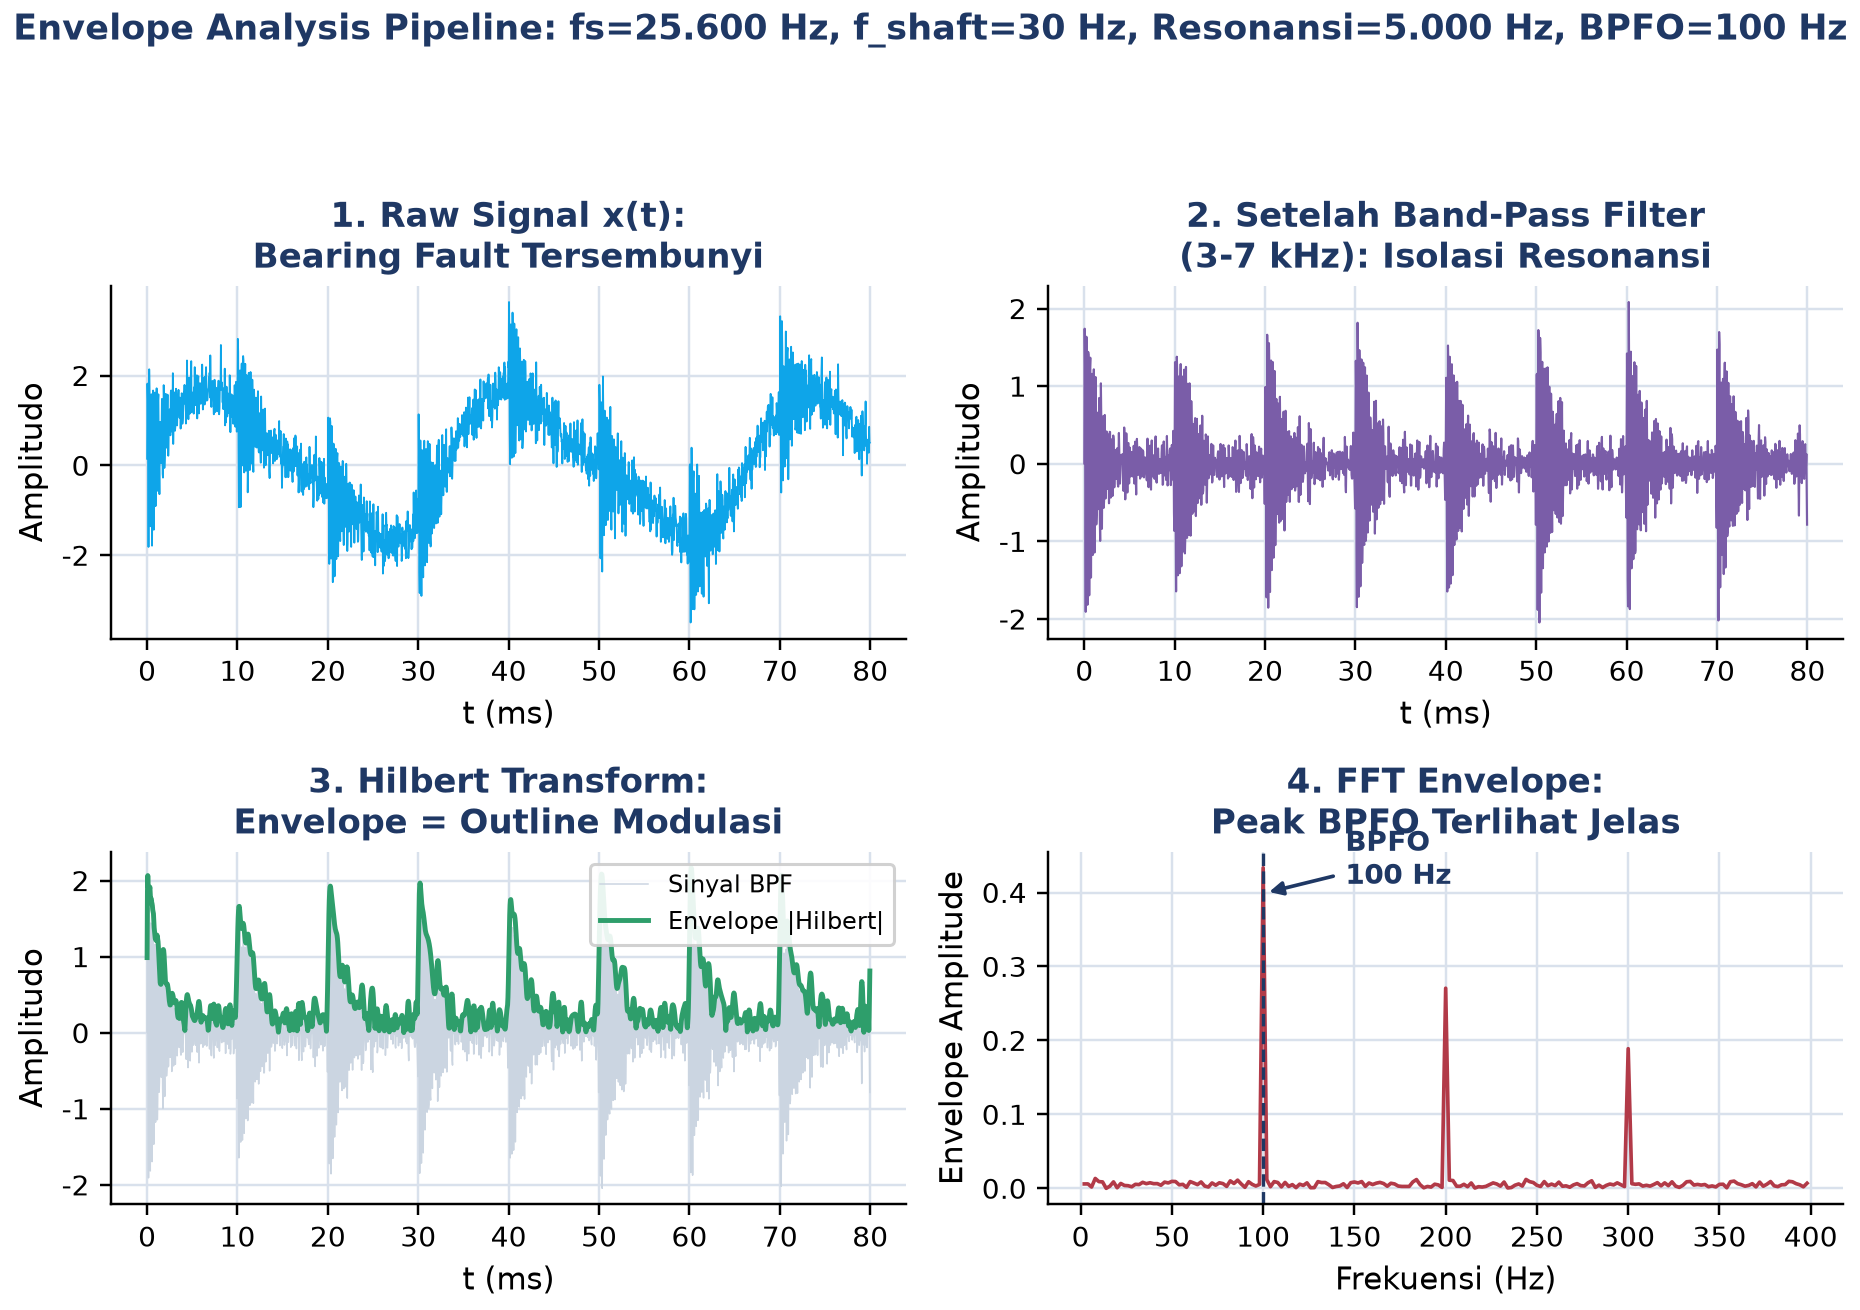 Envelope Analysis Pipeline: fs=25.600 Hz, f_shaft=30 Hz, Resonansi=5.000 Hz, BPFO=100 Hz
1. Raw Signal x(t):
Bearing Fault Tersembunyi
Amplitudo
2
0
-2
0 10 20 30 40 50 60 70 80
t (ms)
2. Setelah Band-Pass Filter
(3-7 kHz): Isolasi Resonansi
Amplitudo
2
1
0
-1
-2
0 10 20 30 40 50 60 70 80
t (ms)
3. Hilbert Transform:
Envelope = Outline Modulasi
Amplitudo
2
1
0
-1
-2
Sinyal BPF
Envelope |Hilbert|
0 10 20 30 40 50 60 70 80
t (ms)
4. FFT Envelope:
Peak BPFO Terlihat Jelas
BPFO
100 Hz
Envelope Amplitude
0.4
0.3
0.2
0.1
0.0
0 50 100 150 200 250 300 350 400
Frekuensi (Hz)